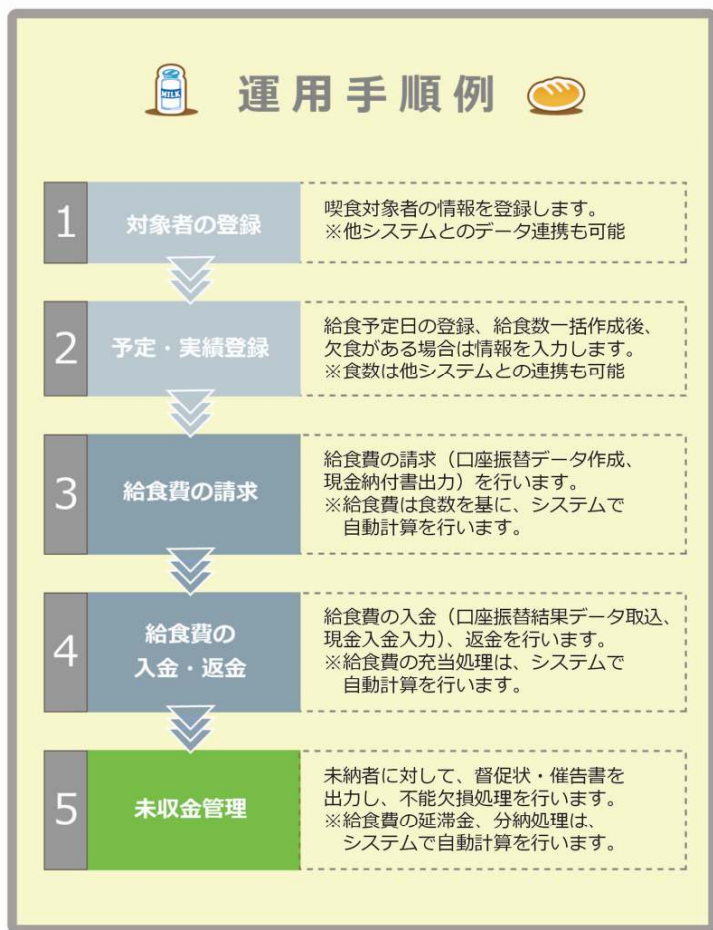 MILK
運用手順例
1
対象者の登録
喫食対象者の情報を登録します。
※他システムとのデータ連携も可能
2
予定・実績登録
給食予定日の登録、給食数一括作成後、
欠食がある場合は情報を入力します。
※食数は他システムとの連携も可能
3
給食費の請求
給食費の請求（口座振替データ作成、
現金納付書出力）を行います。
※給食費は食数を基に、システムで
自動計算を行います。
4
給食費の
入金・返金
給食費の入金（口座振替結果データ取込、
現金入金入力）、返金を行います。
※給食費の充当処理は、システムで
自動計算を行います。
5
未収金管理
未納者に対して、督促状・催告書を
出力し、不能欠損処理を行います。
※給食費の延滞金、分納処理は、
システムで自動計算を行います。